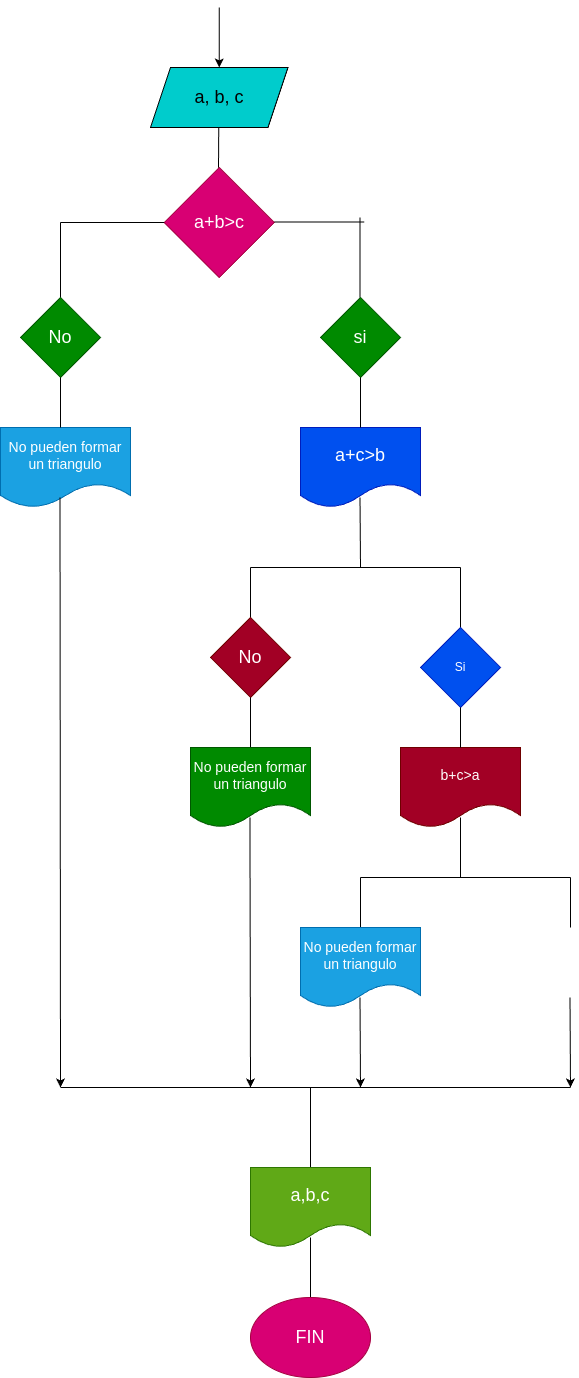 a, b, c
a+b>c
No
si
No pueden formar
un triangulo
a+c>b
No
Si
No pueden formar
un triangulo
b+c>a
No pueden formar
un triangulo
a,b,c
FIN